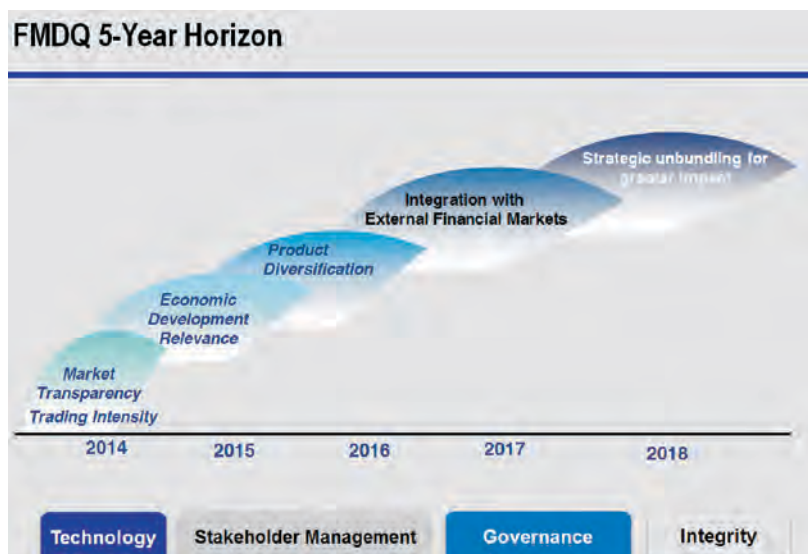 FMDQ 5-Year Horizon
Strategic unbundling for
greater impact
Integration with
External Financial Markets
Product
Diversification
Economic
Development
Relevance
Market
Transparency
Trading Intensity
2014 2015 2016 2017 2018
Technology Stakeholder Management Governance Integrity